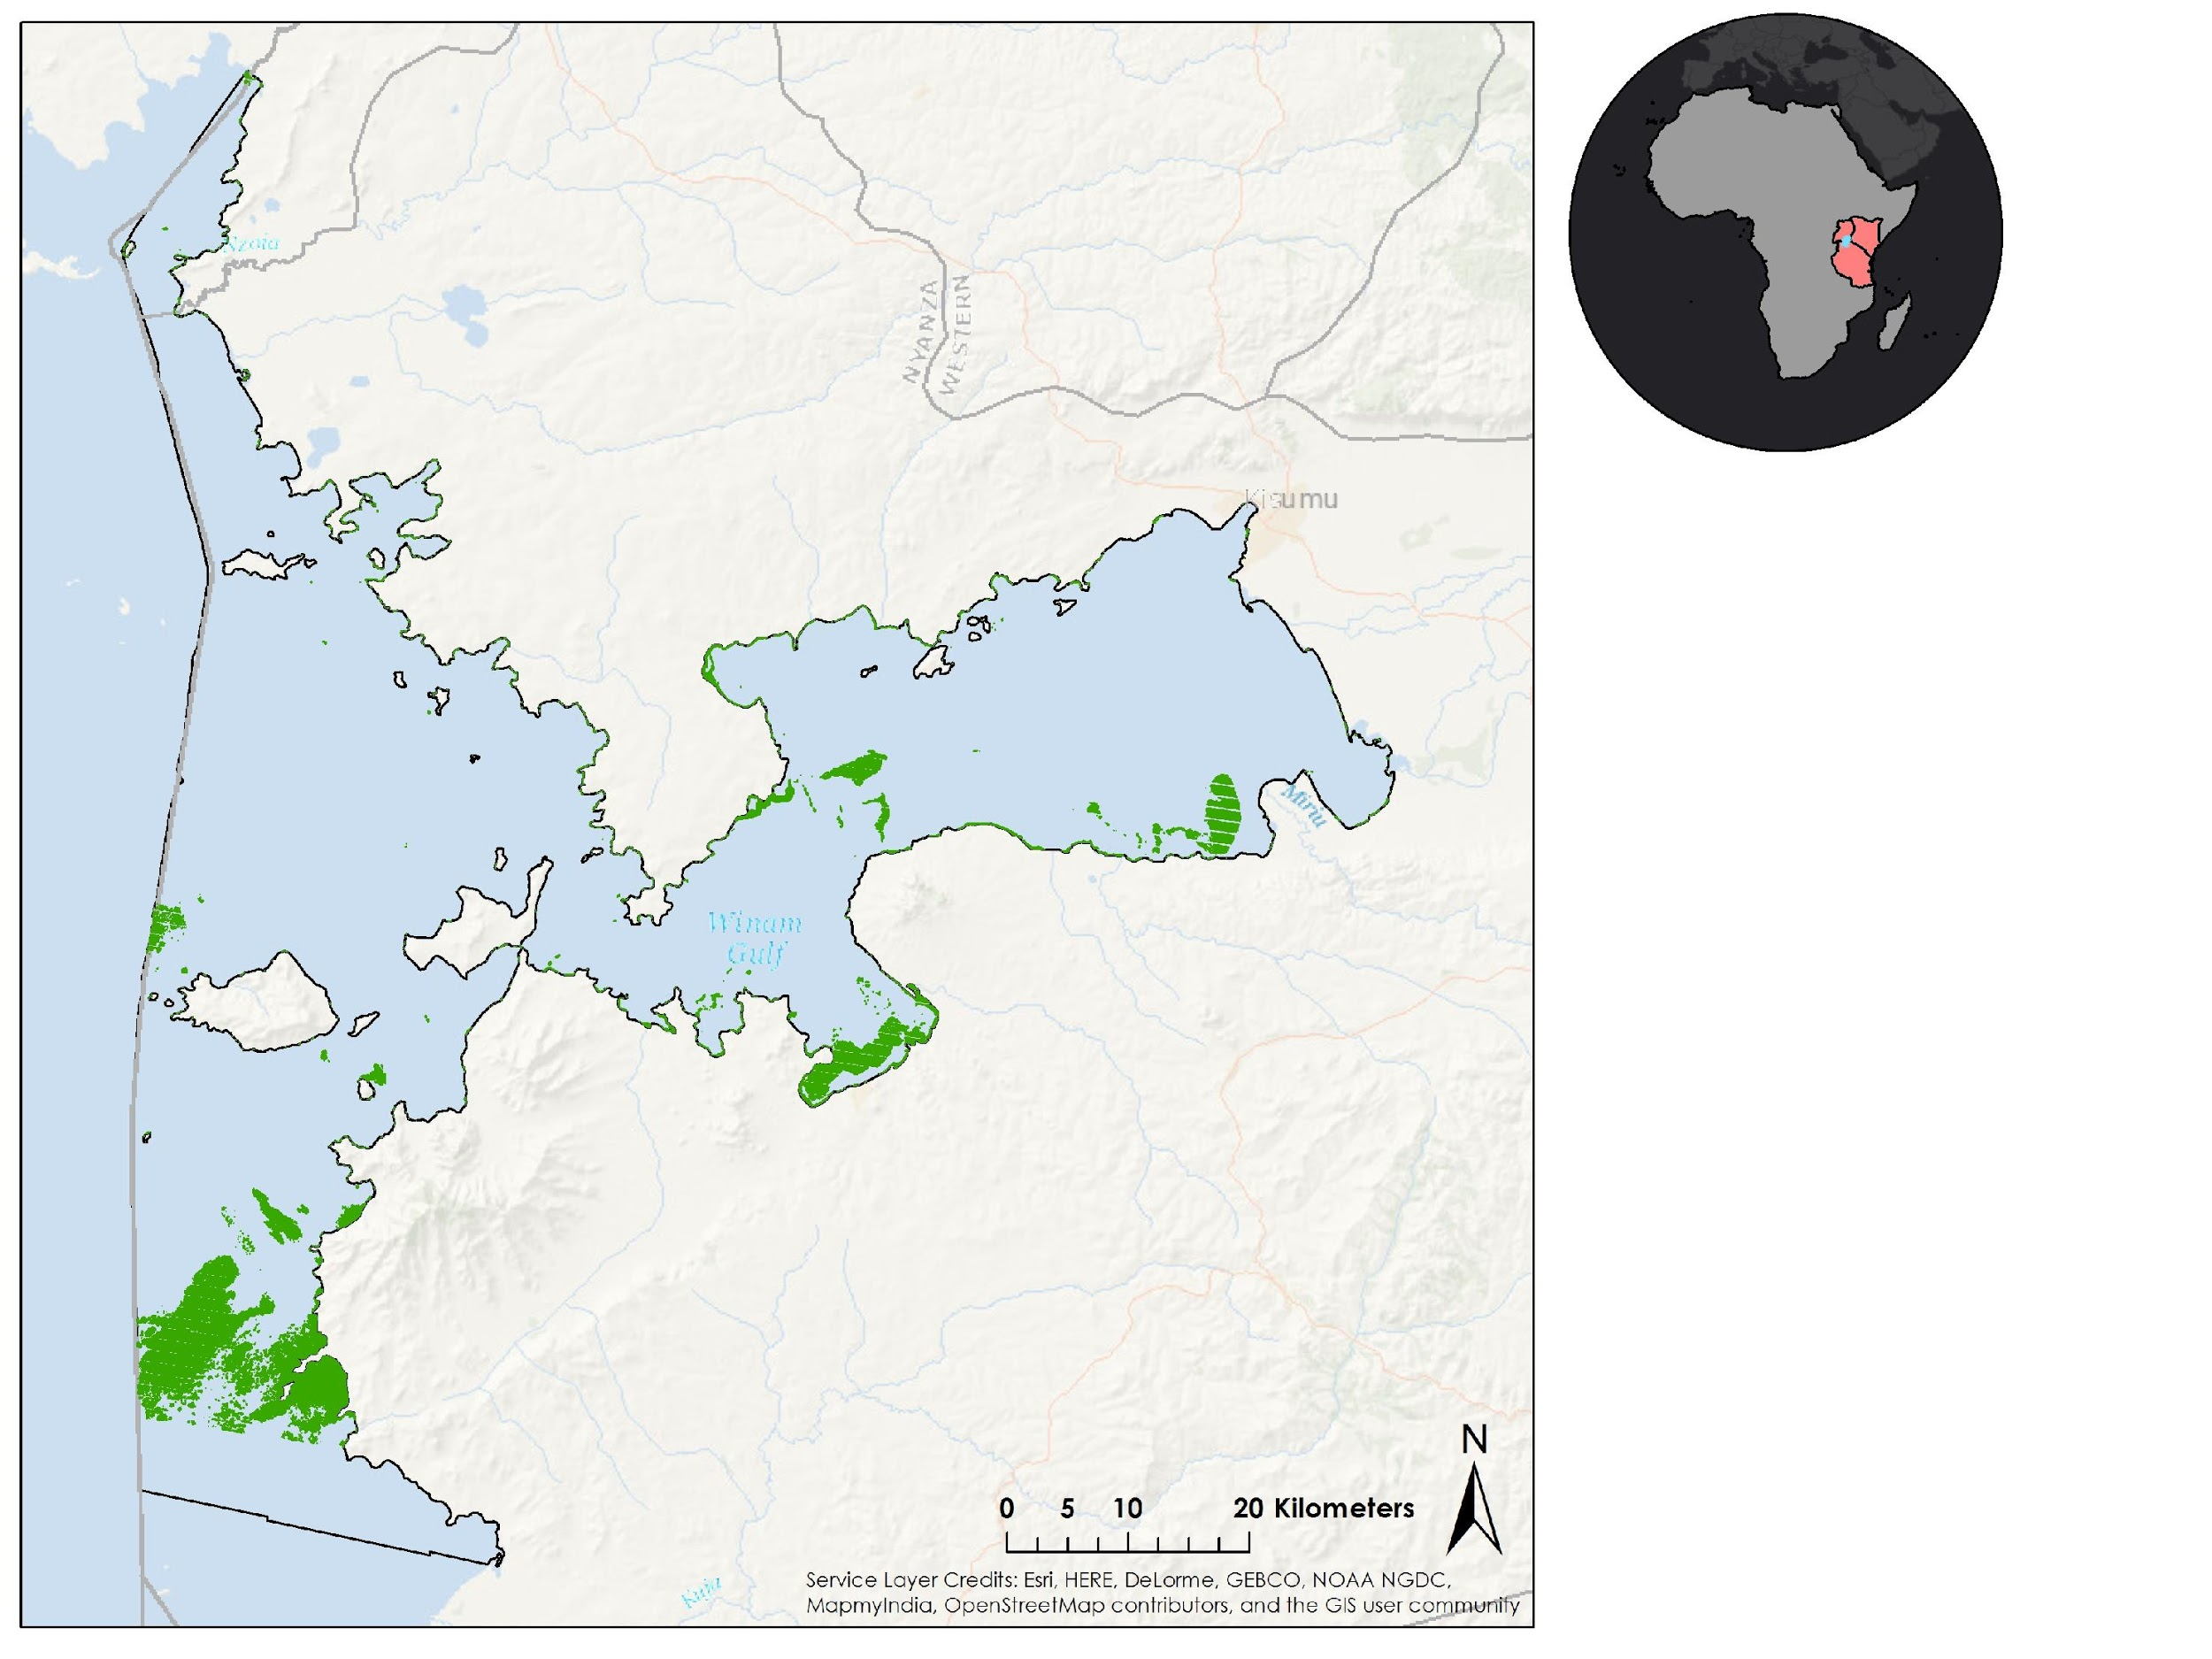 Nzoia
NYANZA
WESTERN
Kisumu
Miriu
Winam
Gulf
N
0 5 10 20 Kilometers
Kuja
Service Layer Credits: Esri, HERE, DeLorme, GEBCO, NOAA NGDC,
MapmyIndia, OpenStreetMap contributors, and the GIS user community